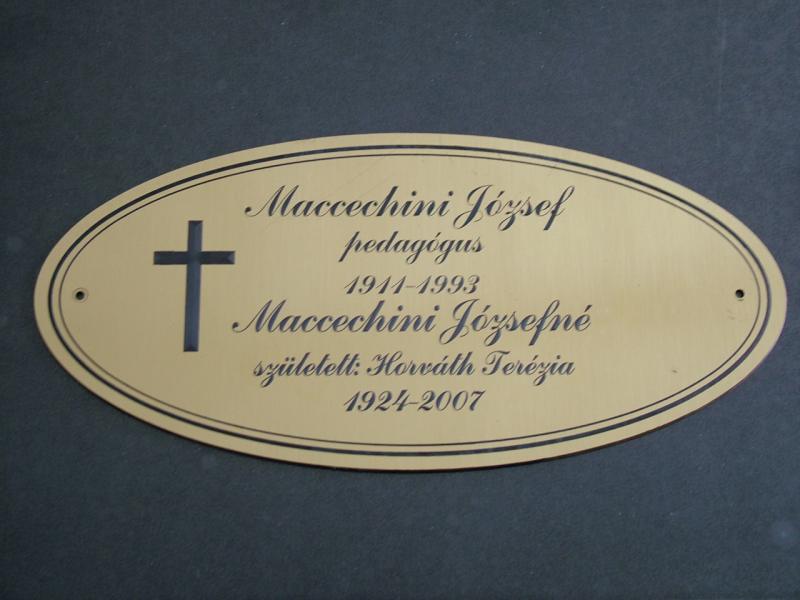 Maccechini József
pedagógus
1911-1993
Maccechini Józsefné
született: Horváth Terézia
1924-2007